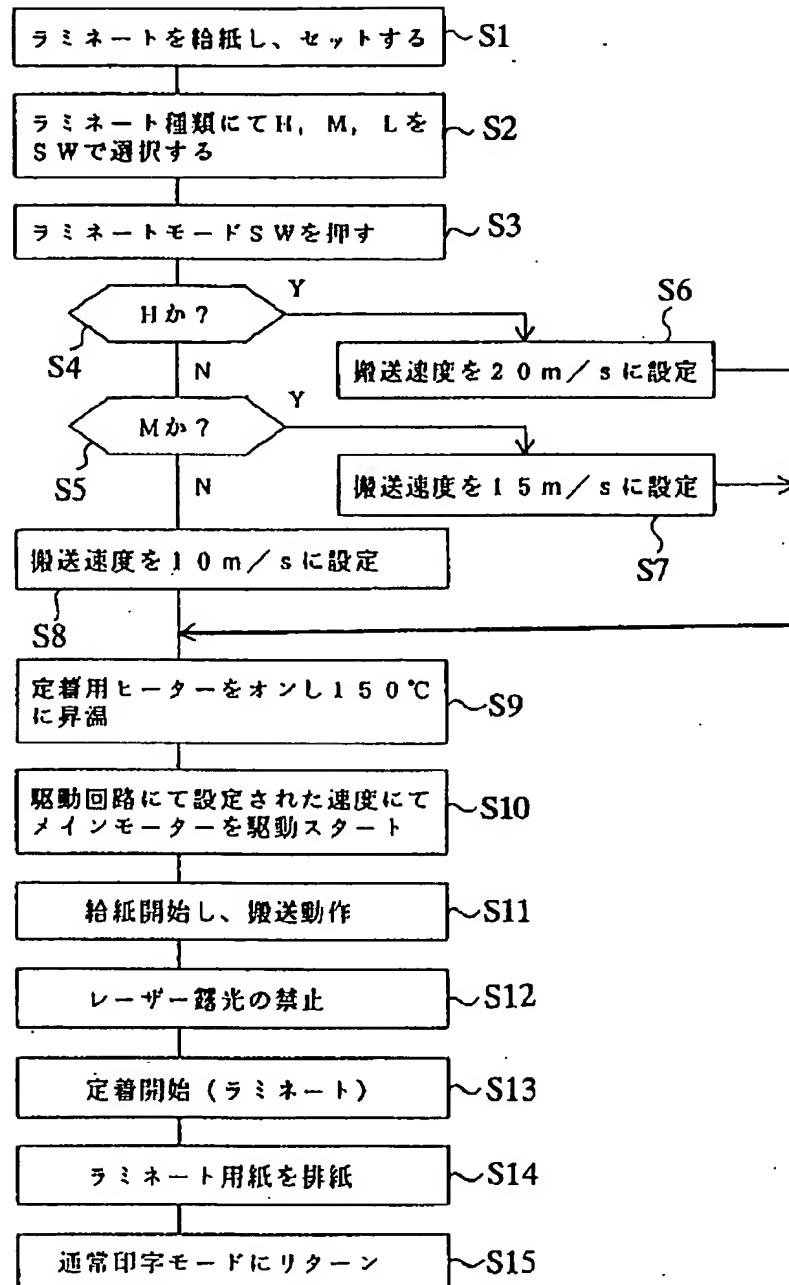 ラミネートを給紙し、セットする S1
ラミネート種類にてH, M, Lを
SWで選択する S2
ラミネートモードSWを押す S3
Hか? Y
S4 N
S6
搬送速度を20m/sに設定
Mか? Y
S5 N
搬送速度を15m/sに設定
S7
搬送速度を10m/sに設定
S8
定着用ヒーターをオンし150℃
に昇温 S9
駆動回路にて設定された速度にて
メインモーターを駆動スタート S10
給紙開始し、搬送動作 S11
レーザー露光の禁止 S12
定着開始(ラミネート) S13
ラミネート用紙を排紙 S14
通常印字モードにリターン S15